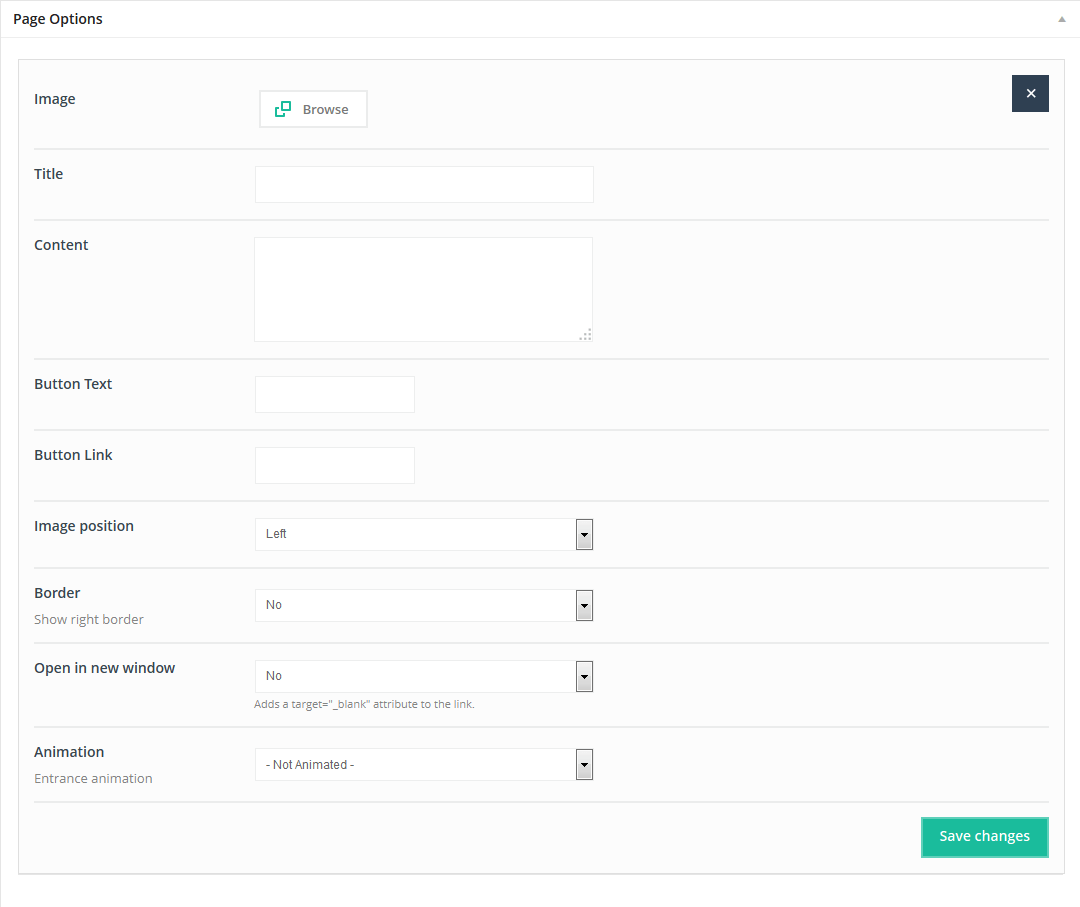 Page Options
Image
Browse
Title
Content
Button Text
Button Link
Image position
Left
Border
No
Show right border
Open in new window
No
Adds a target="_blank" attribute to the link.
Animation
- Not Animated -
Entrance animation
Save changes